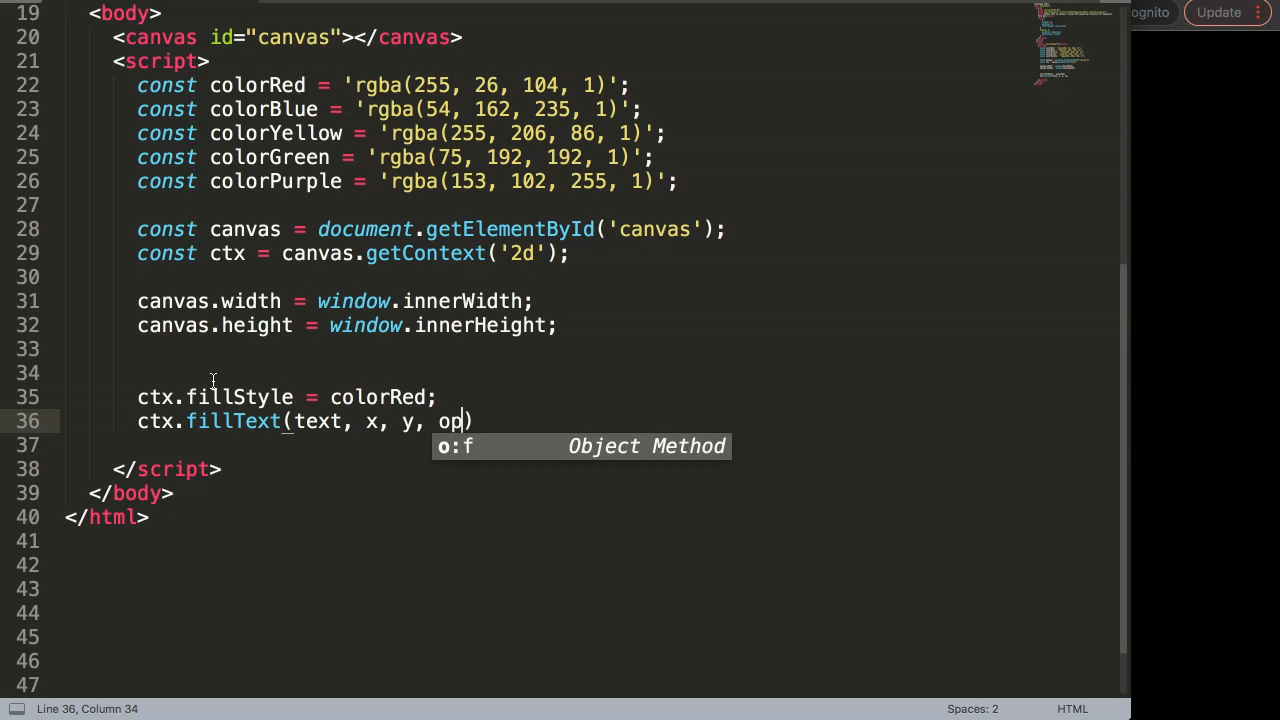 ognito Update
19 <body>
20 <canvas id="canvas"></canvas>
21 <script>
22 const colorRed = 'rgba(255, 26, 104, 1)';
23 const colorBlue = 'rgba(54, 162, 235, 1)';
24 const colorYellow = 'rgba(255, 206, 86, 1)';
25 const colorGreen = 'rgba(75, 192, 192, 1)';
26 const colorPurple = 'rgba(153, 102, 255, 1)';
27
28 const canvas = document.getElementById('canvas');
29 const ctx = canvas.getContext('2d');
30
31 canvas.width = window.innerWidth;
32 canvas.height = window.innerHeight;
33
34
35 ctx.fillStyle = colorRed;
36 ctx.fillText(text, x, y, op)
o:f Object Method
37
38 </script>
39 </body>
40 </html>
41
42
43
44
45
46
47
Line 36, Column 34 Spaces: 2 HTML